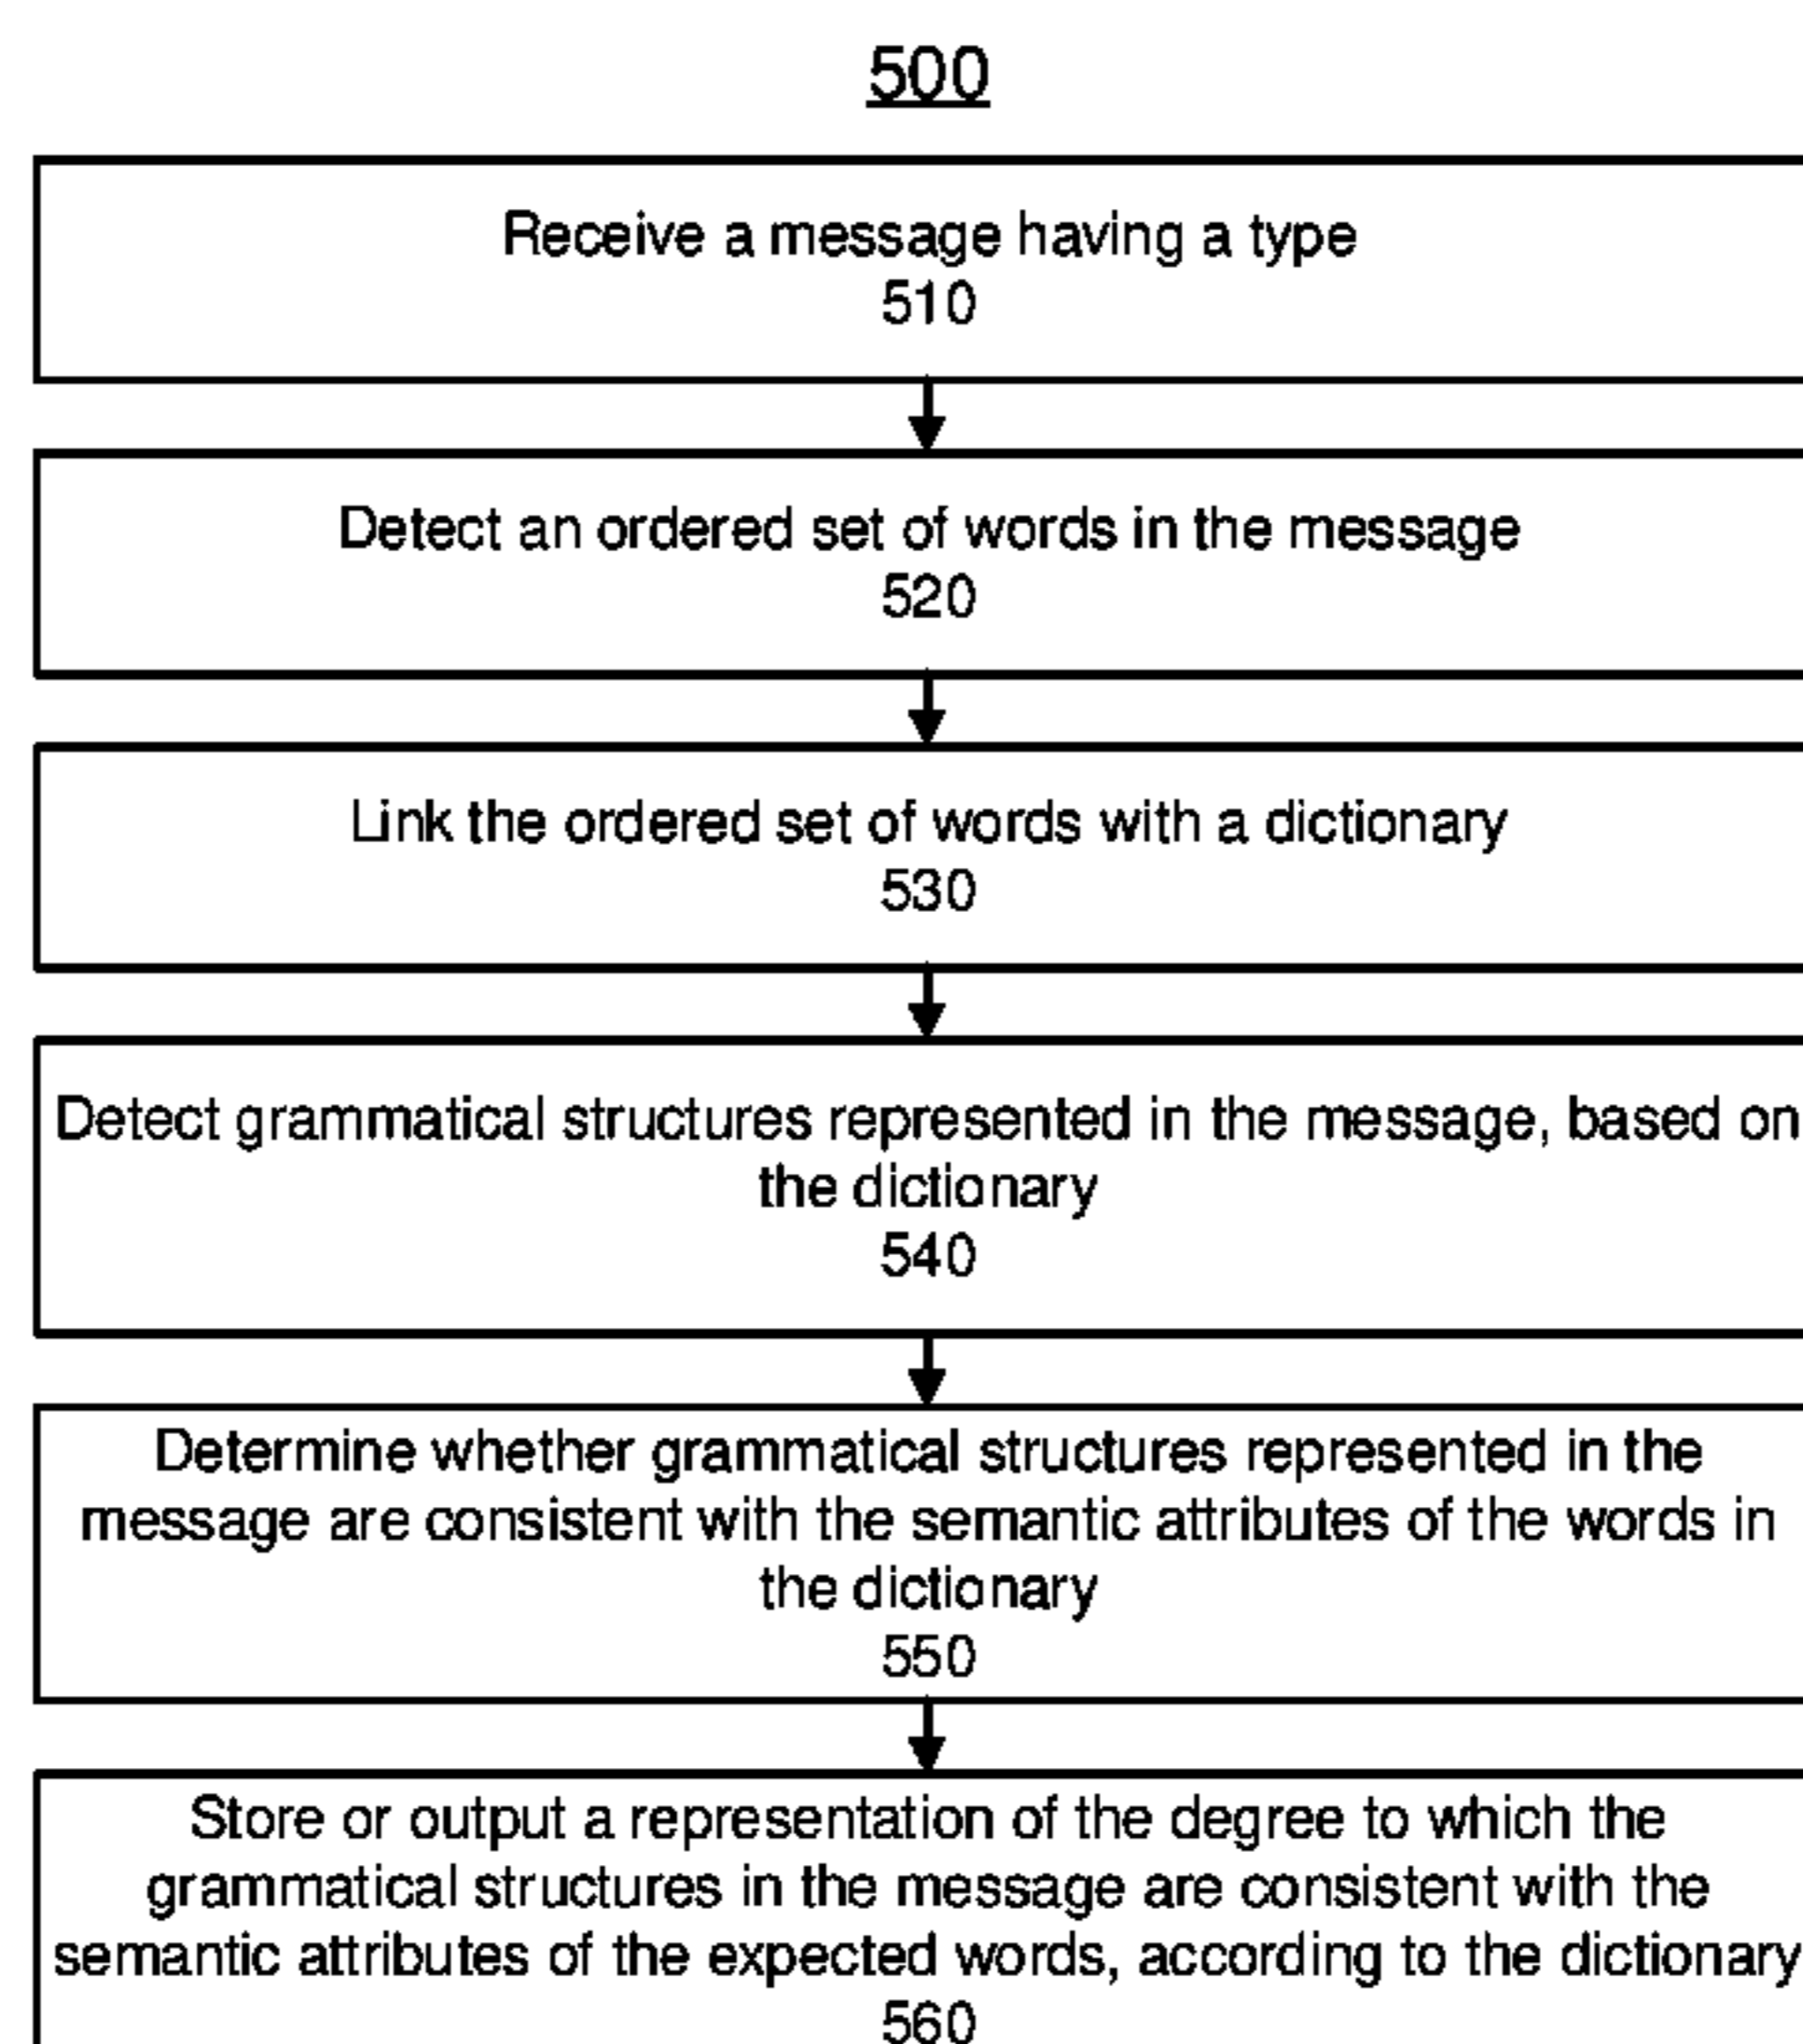 500
Receive a message having a type
510
Detect an ordered set of words in the message
520
Link the ordered set of words with a dictionary
530
Detect grammatical structures represented in the message, based on
the dictionary
540
Determine whether grammatical structures represented in the
message are consistent with the semantic attributes of the words in
the dictionary
550
Store or output a representation of the degree to which the
grammatical structures in the message are consistent with the
semantic attributes of the expected words, according to the dictionary
560